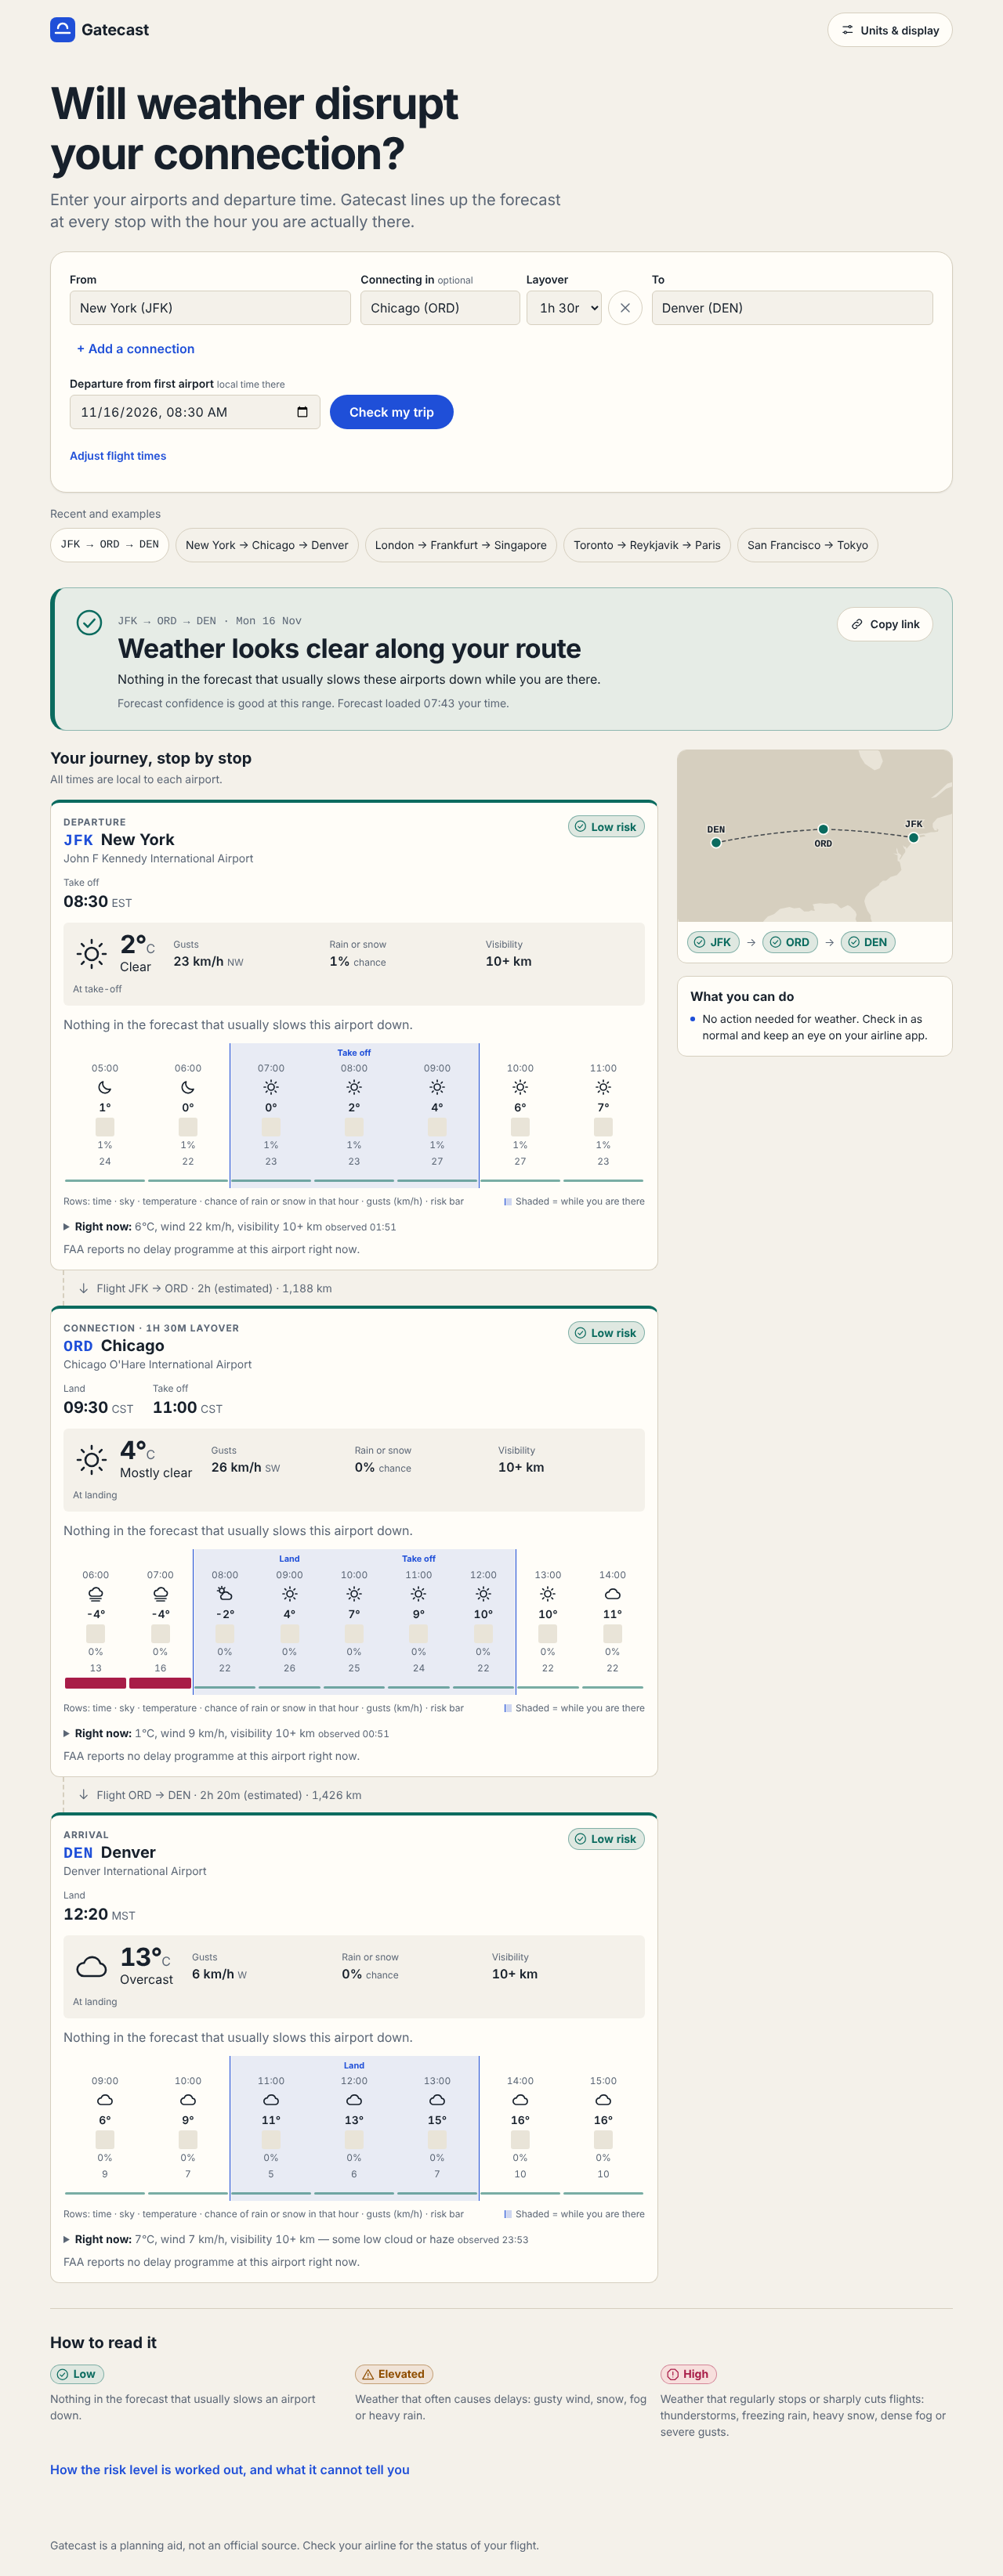 Gatecast
Units & display
Will weather disrupt
your connection?
Enter your airports and departure time. Gatecast lines up the forecast
at every stop with the hour you are actually there.
From
Connecting in optional
Layover
To
New York (JFK)
Chicago (ORD)
1h 30r
Denver (DEN)
+ Add a connection
Departure from first airport local time there
11/16/2026, 08:30 AM
Check my trip
Adjust flight times
Recent and examples
JFK → ORD → DEN
New York → Chicago → Denver
London → Frankfurt → Singapore
Toronto → Reykjavik → Paris
San Francisco → Tokyo
JFK → ORD → DEN · Mon 16 Nov
Copy link
Weather looks clear along your route
Nothing in the forecast that usually slows these airports down while you are there.
Forecast confidence is good at this range. Forecast loaded 07:43 your time.
Your journey, stop by stop
All times are local to each airport.
DEPARTURE
JFK New York
Low risk
John F Kennedy International Airport
Take off
08:30 EST
2°C
Clear
Gusts
23 km/h NW
Rain or snow
1% chance
Visibility
10+ km
At take-off
Nothing in the forecast that usually slows this airport down.
Take off
05:00 06:00 07:00 08:00 09:00 10:00 11:00
1° 0° 0° 2° 4° 6° 7°
1% 1% 1% 1% 1% 1% 1%
24 22 23 23 27 27 23
Rows: time · sky · temperature · chance of rain or snow in that hour · gusts (km/h) · risk bar
Shaded = while you are there
Right now: 6°C, wind 22 km/h, visibility 10+ km observed 01:51
FAA reports no delay programme at this airport right now.
↓ Flight JFK → ORD · 2h (estimated) · 1,188 km
CONNECTION · 1H 30M LAYOVER
ORD Chicago
Low risk
Chicago O'Hare International Airport
Land
Take off
09:30 CST
11:00 CST
4°C
Mostly clear
Gusts
26 km/h SW
Rain or snow
0% chance
Visibility
10+ km
At landing
Nothing in the forecast that usually slows this airport down.
Land Take off
06:00 07:00 08:00 09:00 10:00 11:00 12:00 13:00 14:00
-4° -4° -2° 4° 7° 9° 10° 10° 11°
0% 0% 0% 0% 0% 0% 0% 0% 0%
13 16 22 26 25 24 22 22 22
Rows: time · sky · temperature · chance of rain or snow in that hour · gusts (km/h) · risk bar
Shaded = while you are there
Right now: 1°C, wind 9 km/h, visibility 10+ km observed 00:51
FAA reports no delay programme at this airport right now.
↓ Flight ORD → DEN · 2h 20m (estimated) · 1,426 km
ARRIVAL
DEN Denver
Low risk
Denver International Airport
Land
12:20 MST
13°C
Overcast
Gusts
6 km/h W
Rain or snow
0% chance
Visibility
10+ km
At landing
Nothing in the forecast that usually slows this airport down.
Land
09:00 10:00 11:00 12:00 13:00 14:00 15:00
6° 9° 11° 13° 15° 16° 16°
0% 0% 0% 0% 0% 0% 0%
9 7 5 6 7 10 10
Rows: time · sky · temperature · chance of rain or snow in that hour · gusts (km/h) · risk bar
Shaded = while you are there
Right now: 7°C, wind 7 km/h, visibility 10+ km — some low cloud or haze observed 23:53
FAA reports no delay programme at this airport right now.
DEN
ORD
JFK
JFK → ORD → DEN
What you can do
No action needed for weather. Check in as
normal and keep an eye on your airline app.
How to read it
Low
Nothing in the forecast that usually slows an airport
down.
Elevated
Weather that often causes delays: gusty wind, snow, fog
or heavy rain.
High
Weather that regularly stops or sharply cuts flights:
thunderstorms, freezing rain, heavy snow, dense fog or
severe gusts.
How the risk level is worked out, and what it cannot tell you
Gatecast is a planning aid, not an official source. Check your airline for the status of your flight.